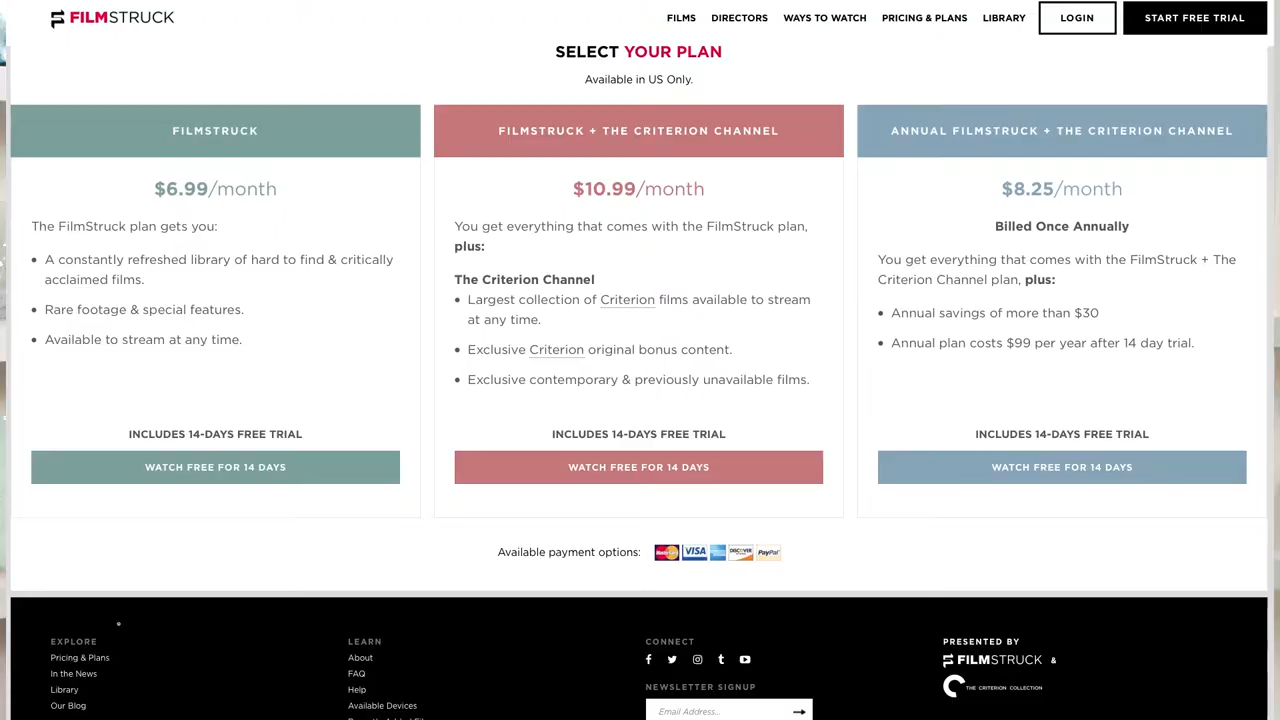 FILMSTRUCK
FILMS
DIRECTORS
WAYS TO WATCH
PRICING & PLANS
LIBRARY
LOGIN
START FREE TRIAL
SELECT YOUR PLAN
Available in US Only.
FILMSTRUCK
$6.99/month
The FilmStruck plan gets you:
• A constantly refreshed library of hard to find & critically
acclaimed films.
• Rare footage & special features.
• Available to stream at any time.
INCLUDES 14-DAYS FREE TRIAL
WATCH FREE FOR 14 DAYS
FILMSTRUCK + THE CRITERION CHANNEL
$10.99/month
You get everything that comes with the FilmStruck plan,
plus:
The Criterion Channel
• Largest collection of Criterion films available to stream
at any time.
• Exclusive Criterion original bonus content.
• Exclusive contemporary & previously unavailable films.
INCLUDES 14-DAYS FREE TRIAL
WATCH FREE FOR 14 DAYS
ANNUAL FILMSTRUCK + THE CRITERION CHANNEL
$8.25/month
Billed Once Annually
You get everything that comes with the FilmStruck + The
Criterion Channel plan, plus:
• Annual savings of more than $30
• Annual plan costs $99 per year after 14 day trial.
INCLUDES 14-DAYS FREE TRIAL
WATCH FREE FOR 14 DAYS
Available payment options:
MasterCard
VISA
DISCOVER
PayPal
EXPLORE
Pricing & Plans
In the News
Library
Our Blog
LEARN
About
FAQ
Help
Available Devices
CONNECT
NEWSLETTER SIGNUP
Email Address...
PRESENTED BY
FILMSTRUCK &
THE CRITERION COLLECTION